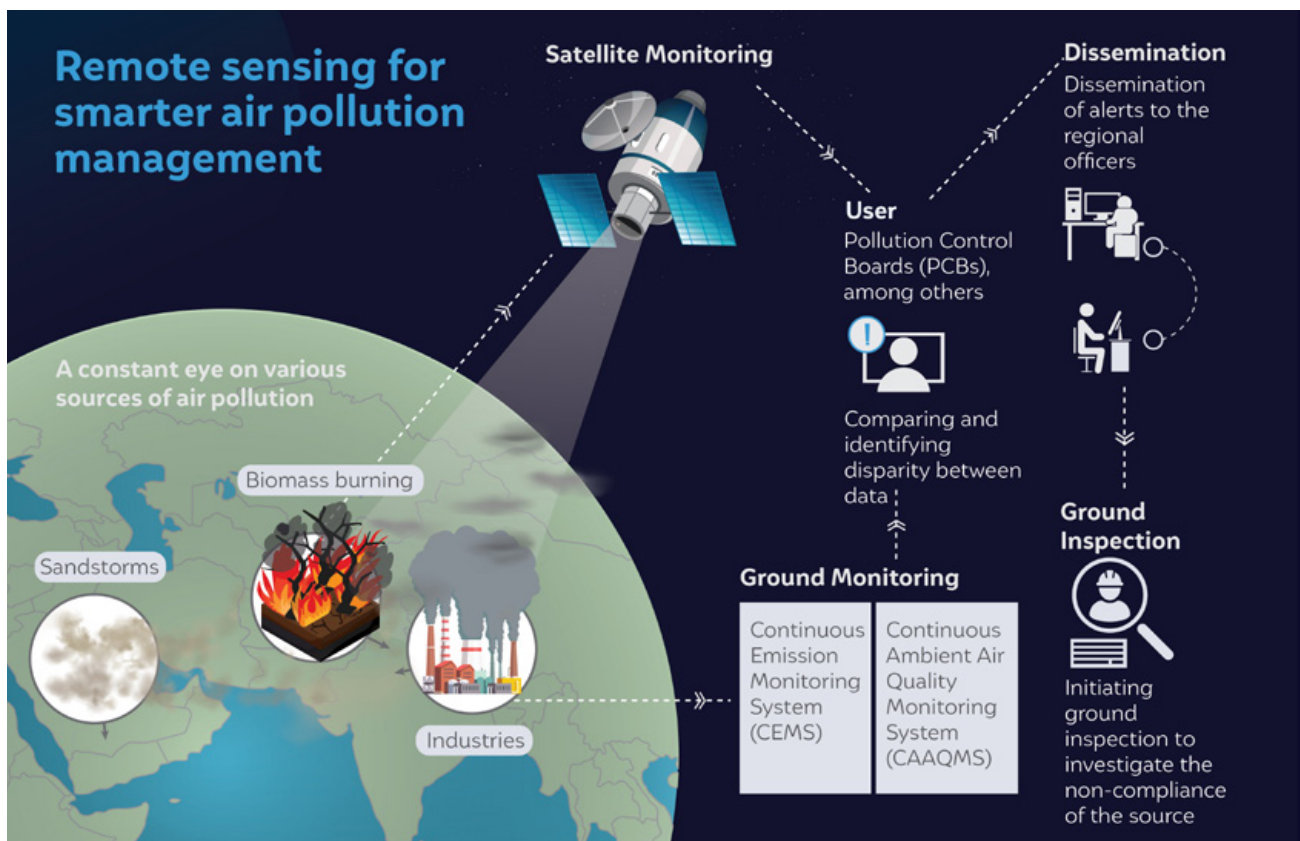 Remote sensing for
smarter air pollution
management
Satellite Monitoring
Dissemination
Dissemination
of alerts to the
regional
officers
User
Pollution Control
Boards (PCBs),
among others
!
Comparing and
identifying
disparity between
data
A constant eye on various
sources of air pollution
Biomass burning
Sandstorms
Industries
Ground Monitoring
Continuous
Emission
Monitoring
System
(CEMS)
Continuous
Ambient Air
Quality
Monitoring
System
(CAAQMS)
Ground
Inspection
Initiating
ground
inspection to
investigate the
non-compliance
of the source